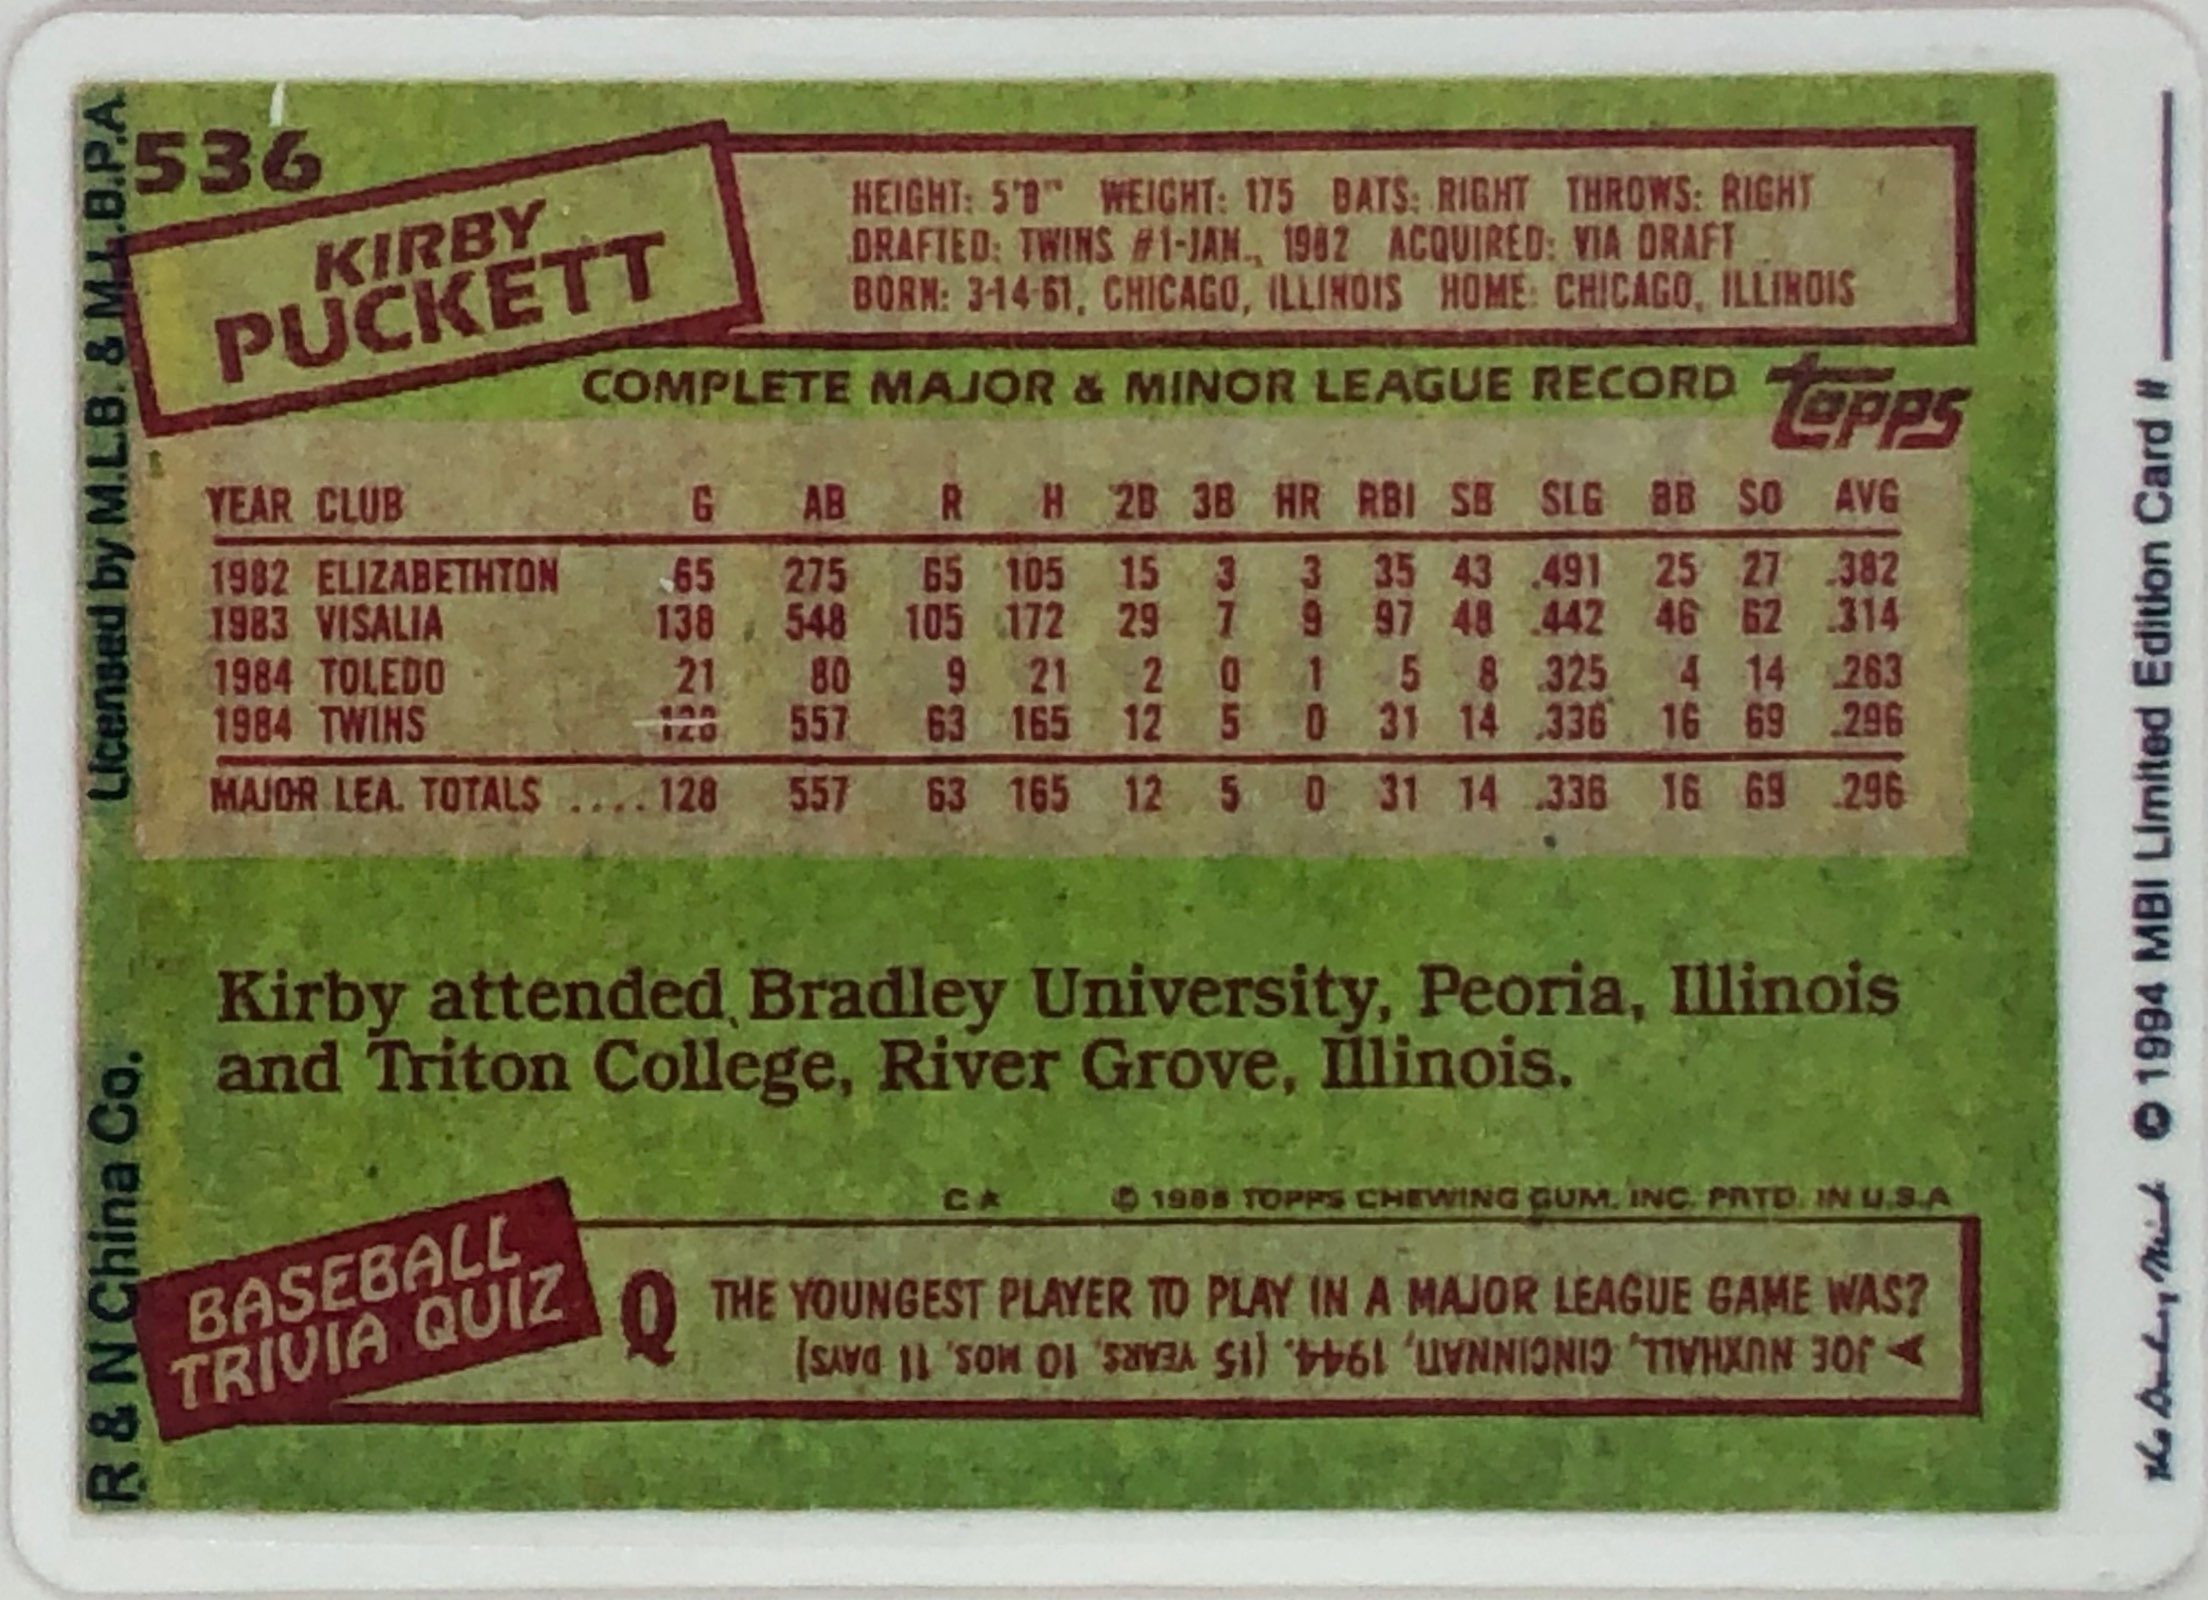 536
KIRBY
PUCKETT
HEIGHT: 5'8" WEIGHT: 175 BATS: RIGHT THROWS: RIGHT
DRAFTED: TWINS #1-JAN., 1982 ACQUIRED: VIA DRAFT
BORN: 3-14-61, CHICAGO, ILLINOIS HOME: CHICAGO, ILLINOIS
COMPLETE MAJOR & MINOR LEAGUE RECORD
Topps
YEAR CLUB G AB R H 2B 3B HR RBI SB SLG BB SO AVG
1982 ELIZABETHTON 65 275 65 105 15 3 3 35 43 .491 25 27 .382
1983 VISALIA 138 548 105 172 29 7 9 97 48 .442 46 62 .314
1984 TOLEDO 21 80 9 21 2 0 1 5 8 .325 4 14 .263
1984 TWINS 128 557 63 165 12 5 0 31 14 .336 16 69 .296
MAJOR LEA. TOTALS .... 128 557 63 165 12 5 0 31 14 .336 16 69 .296
Kirby attended Bradley University, Peoria, Illinois
and Triton College, River Grove, Illinois.
C* © 1985 TOPPS CHEWING GUM, INC. PRTD. IN U.S.A
BASEBALL
TRIVIA QUIZ
Q THE YOUNGEST PLAYER TO PLAY IN A MAJOR LEAGUE GAME WAS?
JOE NUXHALL, CINCINNATI, 1944. (15 YEARS, 10 MOS. 11 DAYS)
R & N China Co. Licensed by M.L.B. & M.L.B.P.A
The Danbury Mint © 1994 MBI Limited Edition Card #